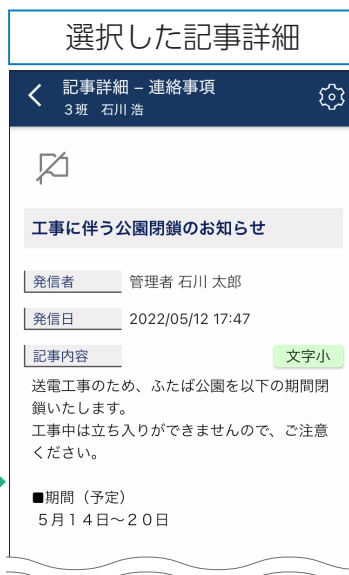 選択した記事詳細
記事詳細 – 連絡事項
3班 石川 浩
工事に伴う公園閉鎖のお知らせ
発信者 管理者 石川 太郎
発信日 2022/05/12 17:47
記事内容 文字小
送電工事のため、ふたば公園を以下の期間閉
鎖いたします。
工事中は立ち入りができませんので、ご注意
ください。
■期間（予定）
５月１４日～２０日